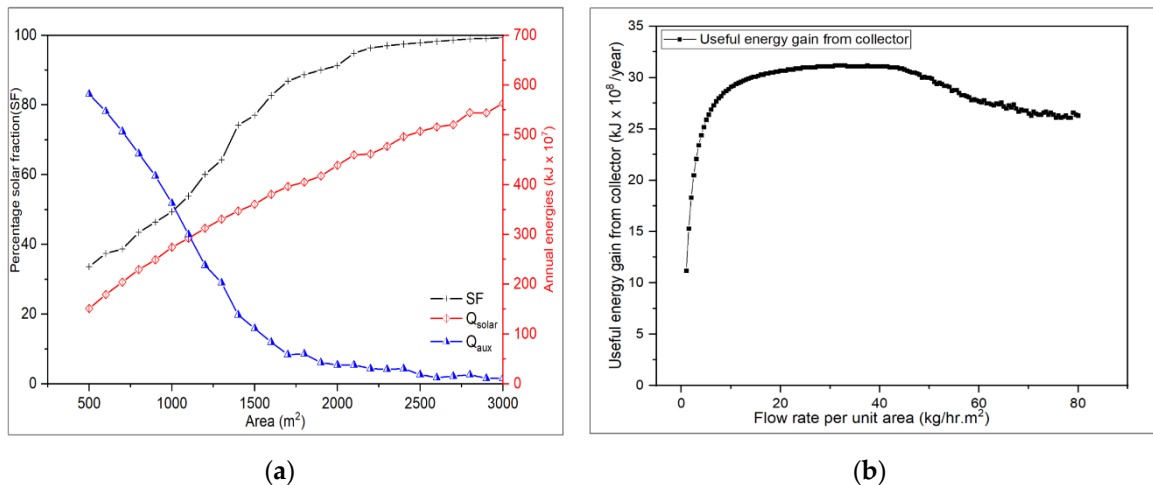 100
80
60
40
20
0
Percentage solar fraction(SF)
500 1000 1500 2000 2500 3000
Area (m²)
700
600
500
400
300
200
100
0
Annual energies (kJ x 10⁷)
SF
Q_solar
Q_aux
(a)
35
30
25
20
15
10
5
0
Useful energy gain from collector (kJ x 10⁸/year)
Useful energy gain from collector
0 20 40 60 80
Flow rate per unit area (kg/hr.m²)
(b)